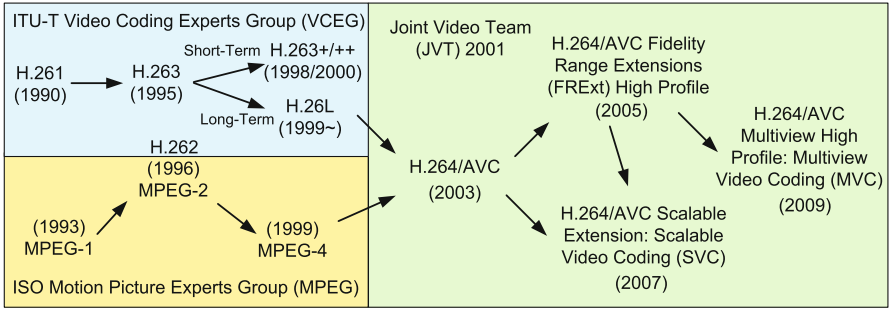 ITU-T Video Coding Experts Group (VCEG)
Short-Term
H.263+/++
(1998/2000)
H.261
(1990)
H.263
(1995)
Long-Term
H.26L
(1999~)
H.262
(1996)
MPEG-2
(1993)
MPEG-1
(1999)
MPEG-4
ISO Motion Picture Experts Group (MPEG)
Joint Video Team
(JVT) 2001
H.264/AVC
(2003)
H.264/AVC Fidelity
Range Extensions
(FRExt) High Profile
(2005)
H.264/AVC
Multiview High
Profile: Multiview
Video Coding (MVC)
(2009)
H.264/AVC Scalable
Extension: Scalable
Video Coding (SVC)
(2007)